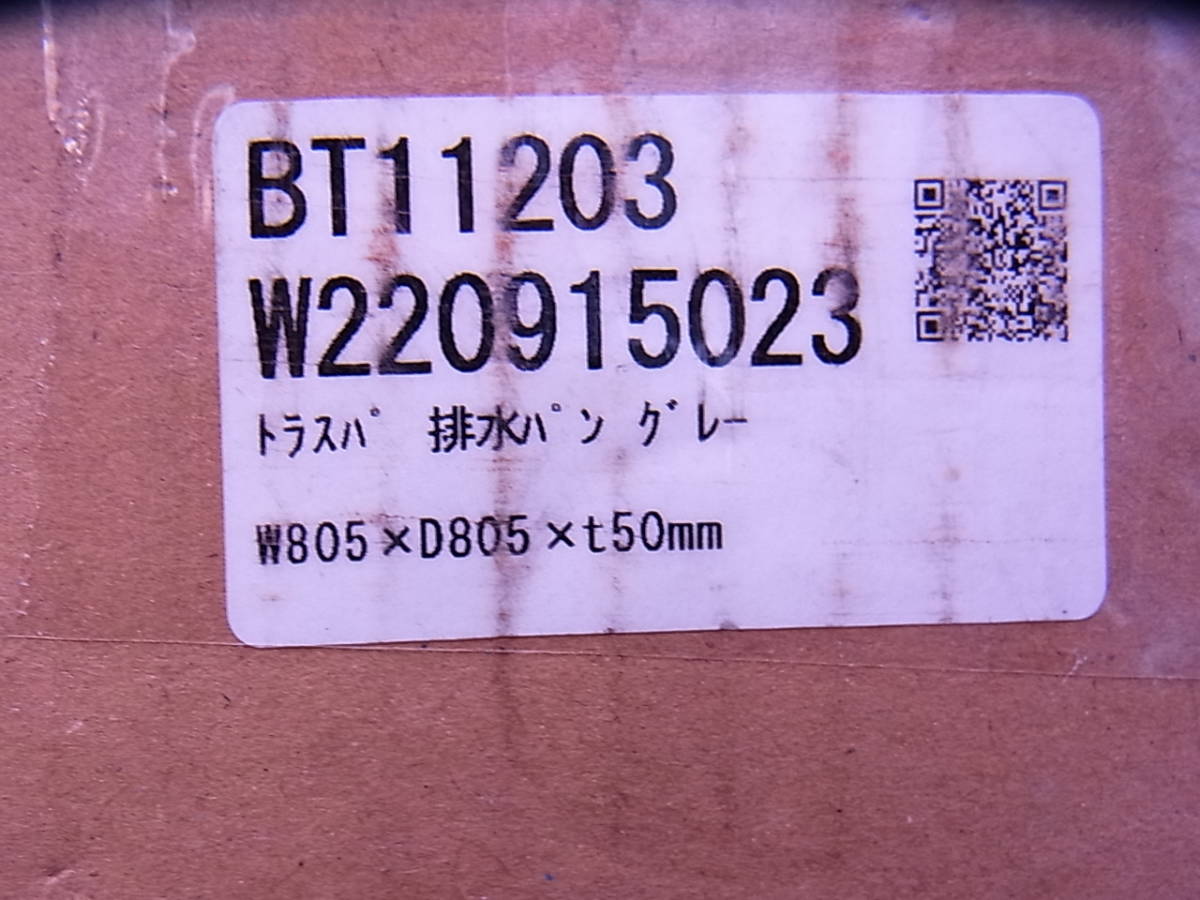 BT11203
W220915023
ﾄﾗｽﾊﾟ 排水ﾊﾟﾝ ｸﾞﾚｰ
W805×D805×t50mm